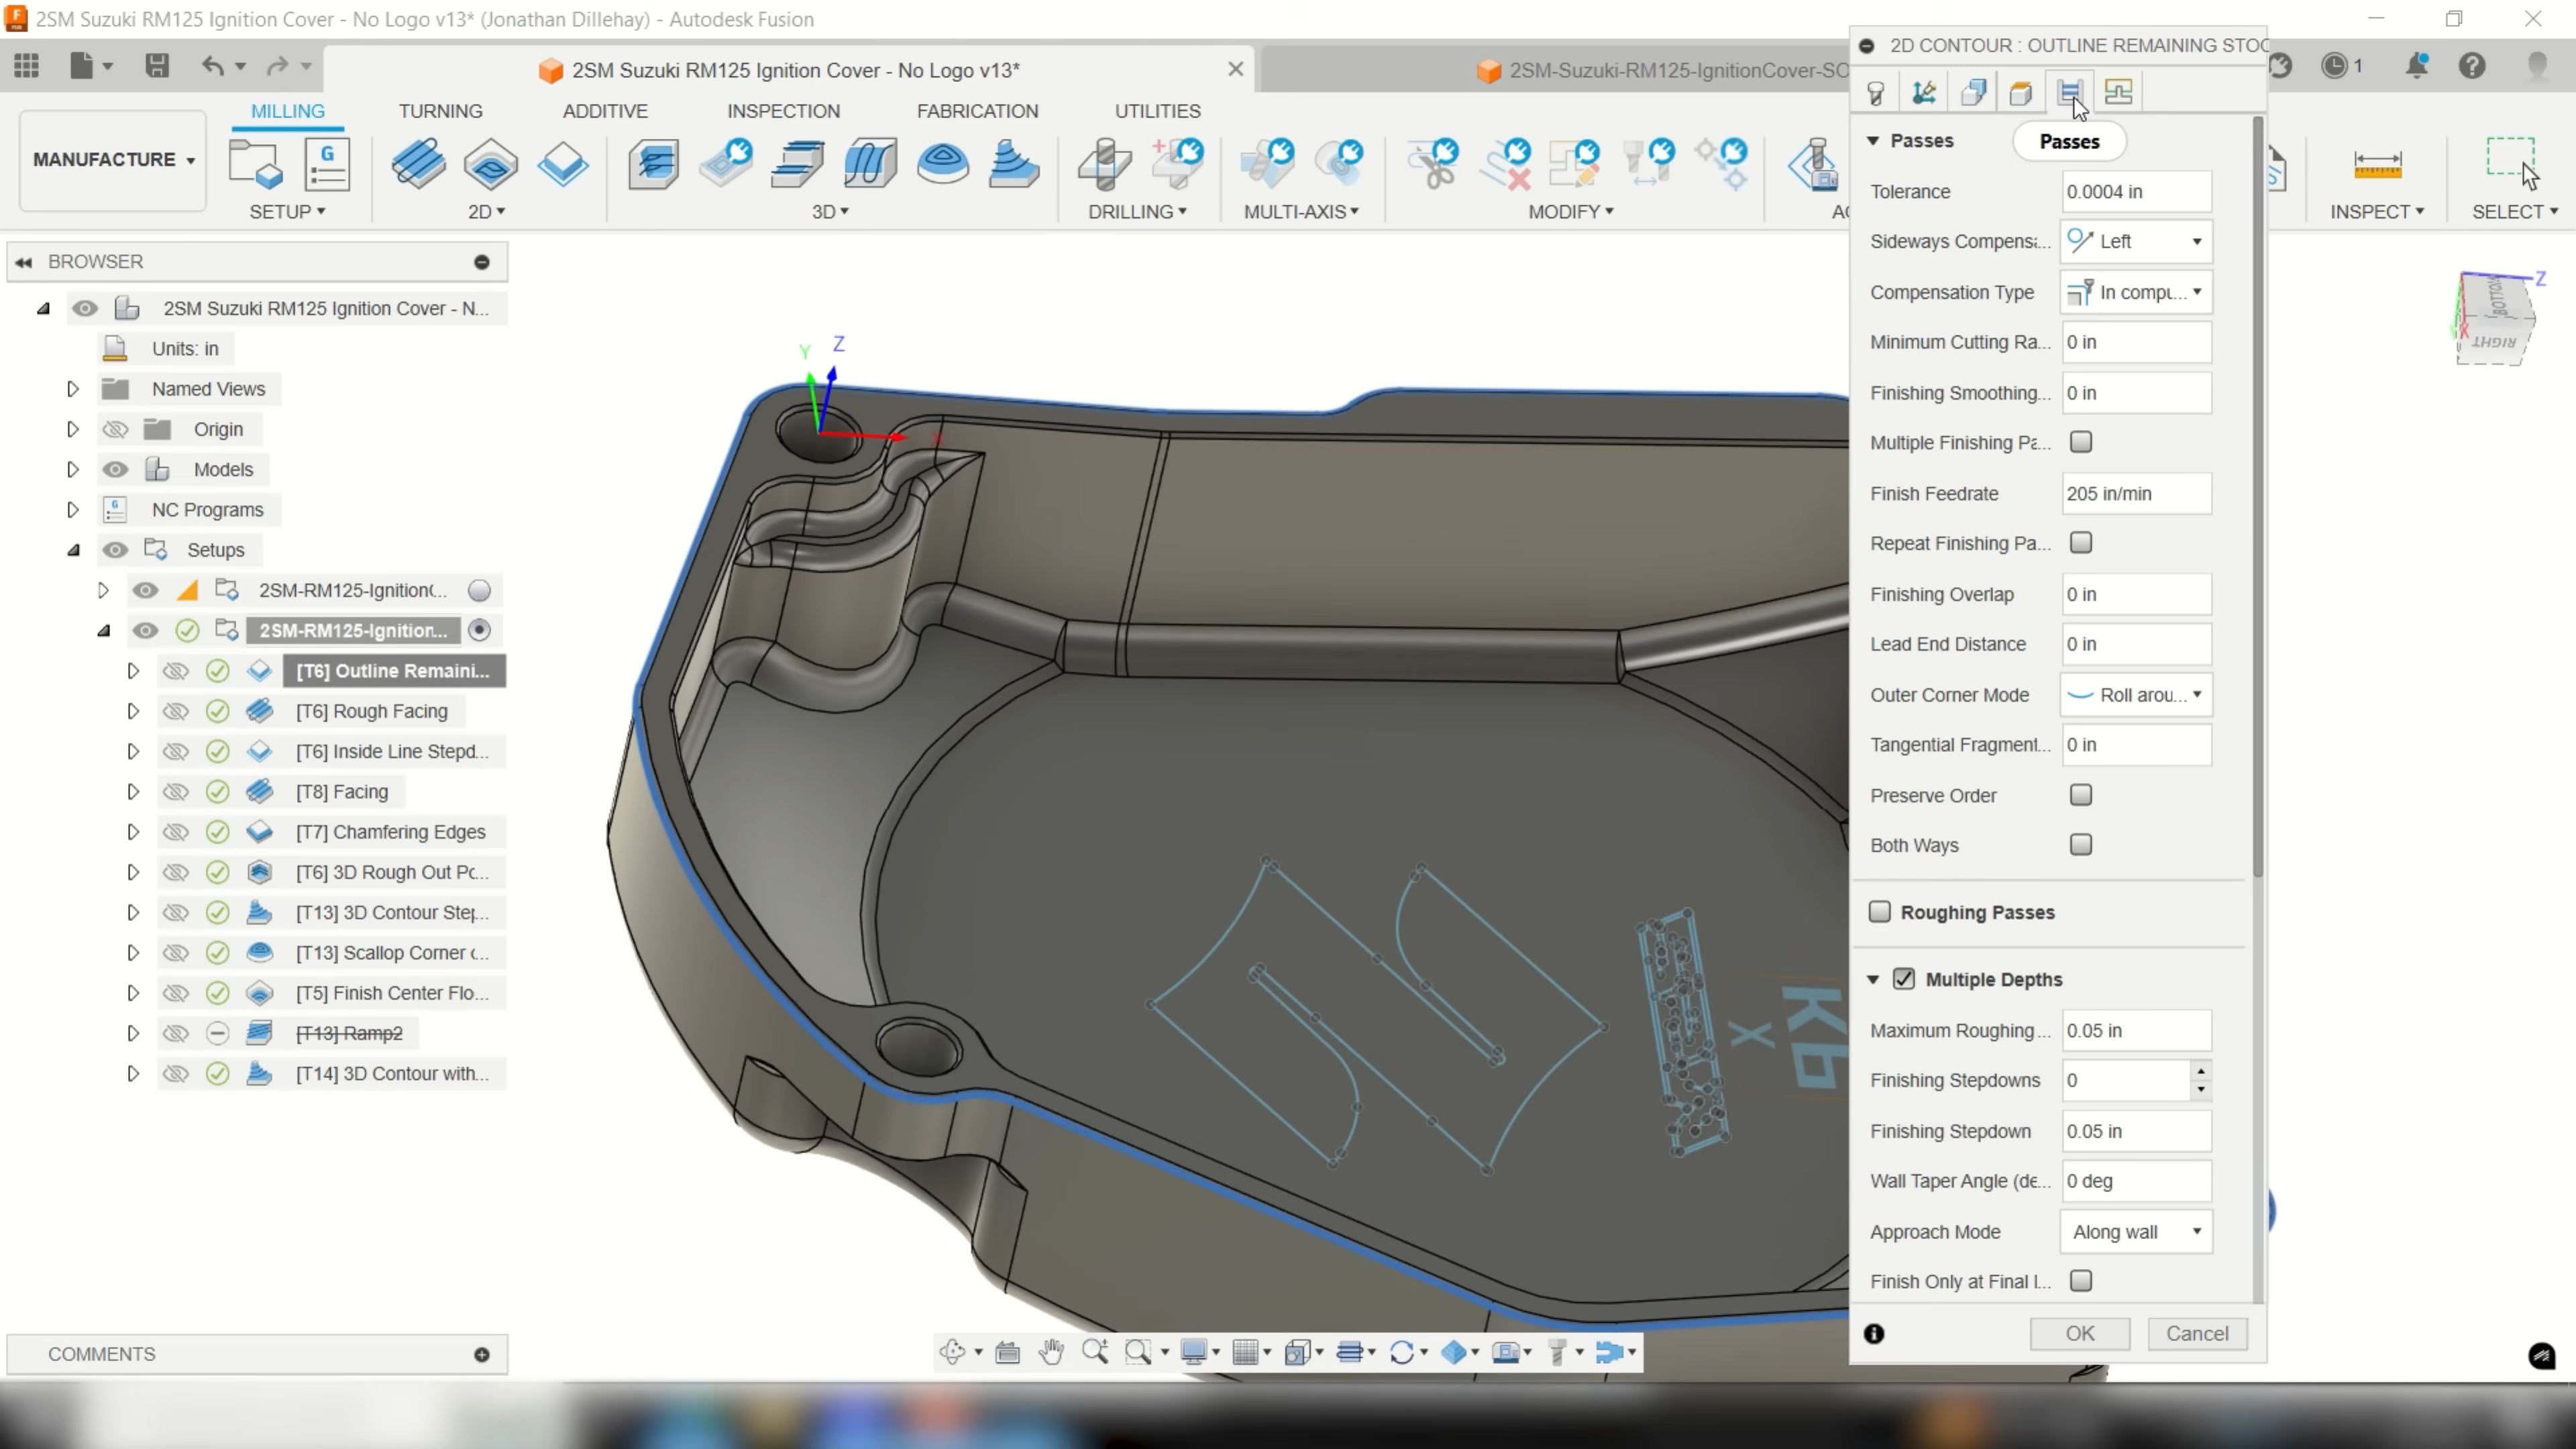 2SM Suzuki RM125 Ignition Cover - No Logo v13* (Jonathan Dillehay) - Autodesk Fusion
2SM Suzuki RM125 Ignition Cover - No Logo v13*
2SM-Suzuki-RM125-IgnitionCover-SO
1
MANUFACTURE
MILLING
TURNING
ADDITIVE
INSPECTION
FABRICATION
UTILITIES
SETUP
2D
3D
DRILLING
MULTI-AXIS
MODIFY
INSPECT
SELECT
BROWSER
2SM Suzuki RM125 Ignition Cover - N...
Units: in
Named Views
Origin
Models
NC Programs
Setups
2SM-RM125-Ignition(...
2SM-RM125-Ignition...
[T6] Outline Remaini...
[T6] Rough Facing
[T6] Inside Line Stepd...
[T8] Facing
[T7] Chamfering Edges
[T6] 3D Rough Out Pc...
[T13] 3D Contour Step...
[T13] Scallop Corner c...
[T5] Finish Center Flo...
[T13] Ramp2
[T14] 3D Contour with...
COMMENTS
Y Z
X
Z
BOTTOM
RIGHT
X
2D CONTOUR : OUTLINE REMAINING STOC
Passes
Passes
Tolerance 0.0004 in
Sideways Compensa... Left
Compensation Type In compu...
Minimum Cutting Ra... 0 in
Finishing Smoothing... 0 in
Multiple Finishing Pa...
Finish Feedrate 205 in/min
Repeat Finishing Pa...
Finishing Overlap 0 in
Lead End Distance 0 in
Outer Corner Mode Roll arou...
Tangential Fragment... 0 in
Preserve Order
Both Ways
Roughing Passes
Multiple Depths
Maximum Roughing ... 0.05 in
Finishing Stepdowns 0
Finishing Stepdown 0.05 in
Wall Taper Angle (de... 0 deg
Approach Mode Along wall
Finish Only at Final l...
OK Cancel